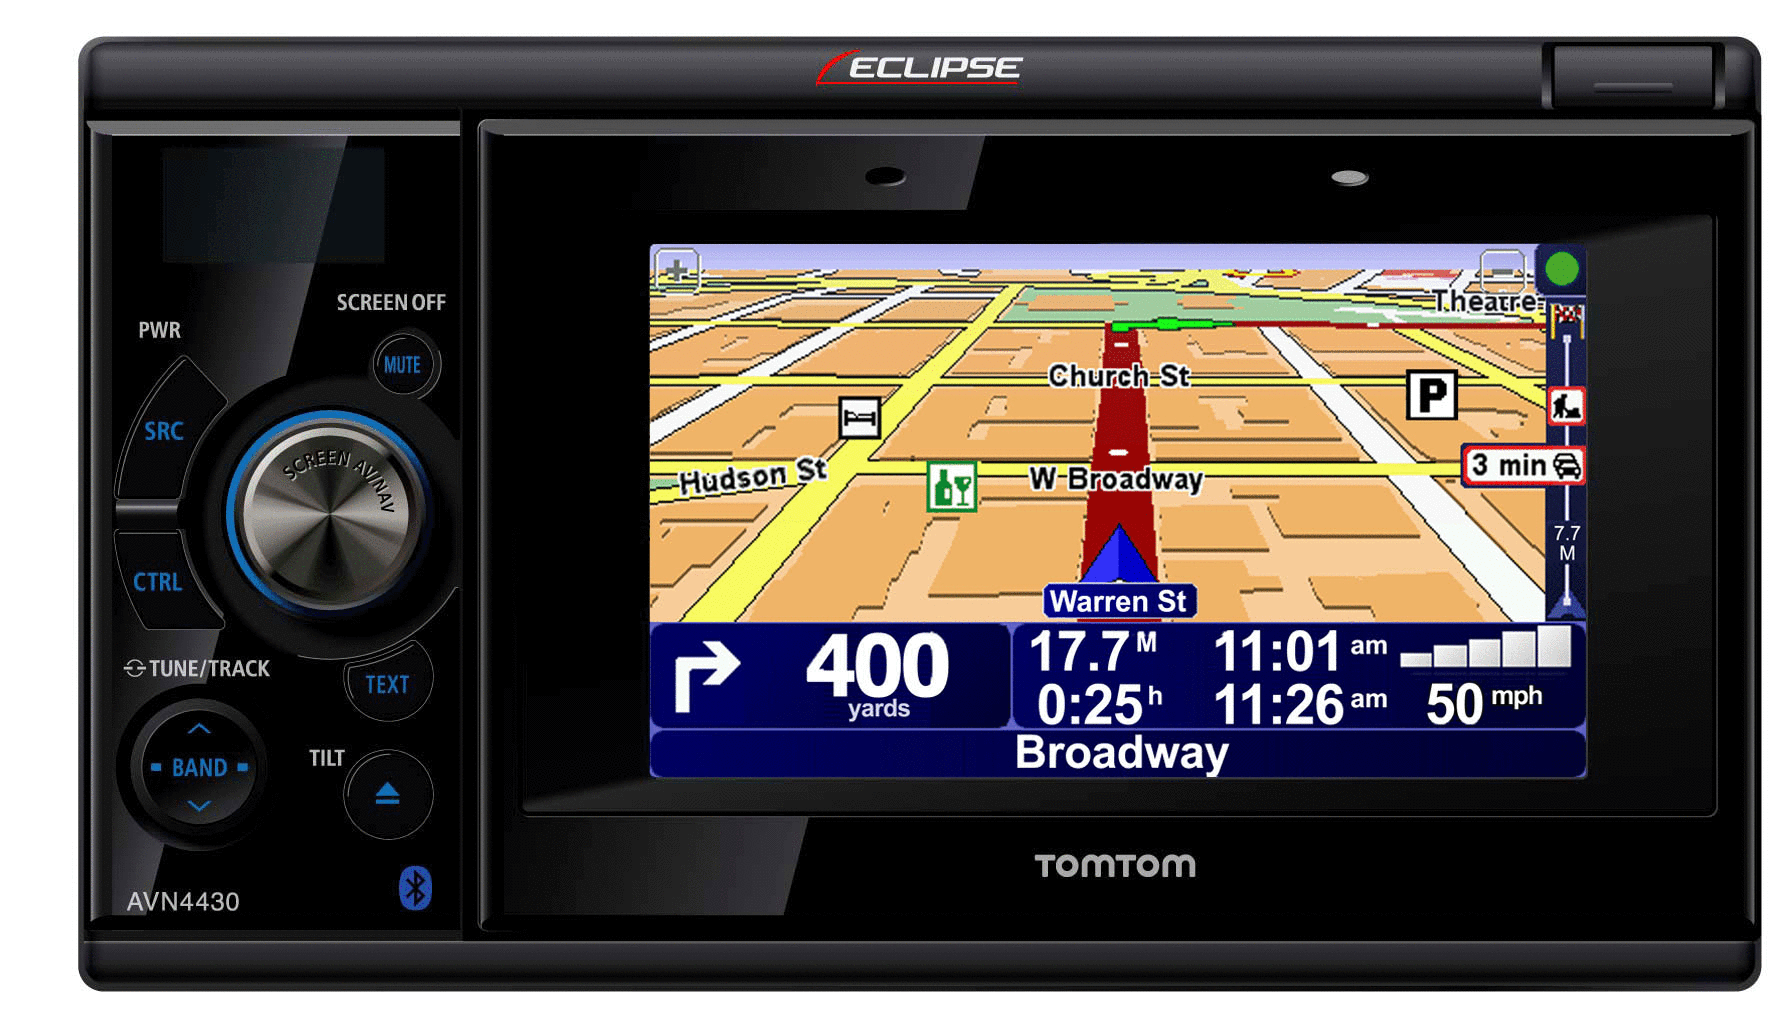 ECLIPSE
SCREEN OFF
PWR
MUTE
SRC
SCREEN AV/NAV
CTRL
TUNE/TRACK
TEXT
BAND
TILT
AVN4430
Theatre
Church St
P
Hudson St
W Broadway
3 min
7.7
M
Warren St
400
yards
17.7 M
11:01 am
0:25 h
11:26 am
50 mph
Broadway
TOMTOM